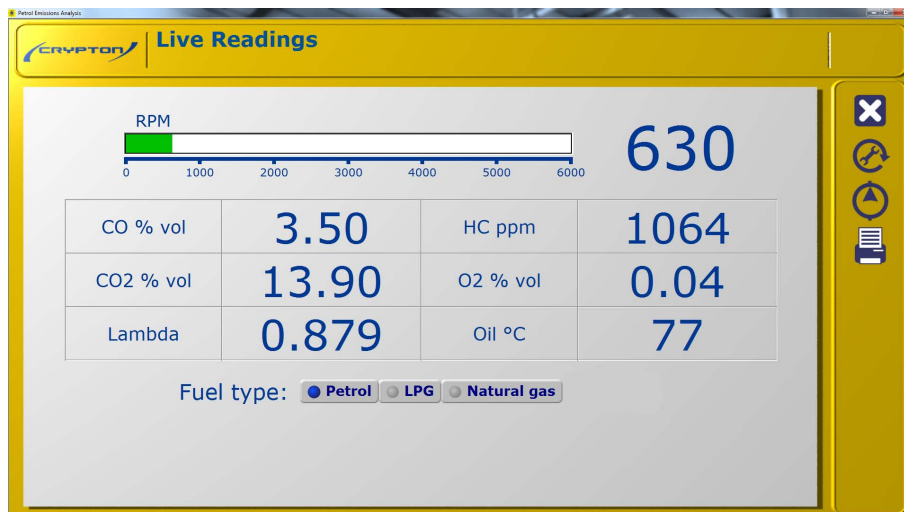 Petrol Emissions Analysis
CRYPTON
Live Readings
RPM
630
0 1000 2000 3000 4000 5000 6000
CO % vol 3.50 HC ppm 1064
CO2 % vol 13.90 O2 % vol 0.04
Lambda 0.879 Oil °C 77
Fuel type: Petrol LPG Natural gas